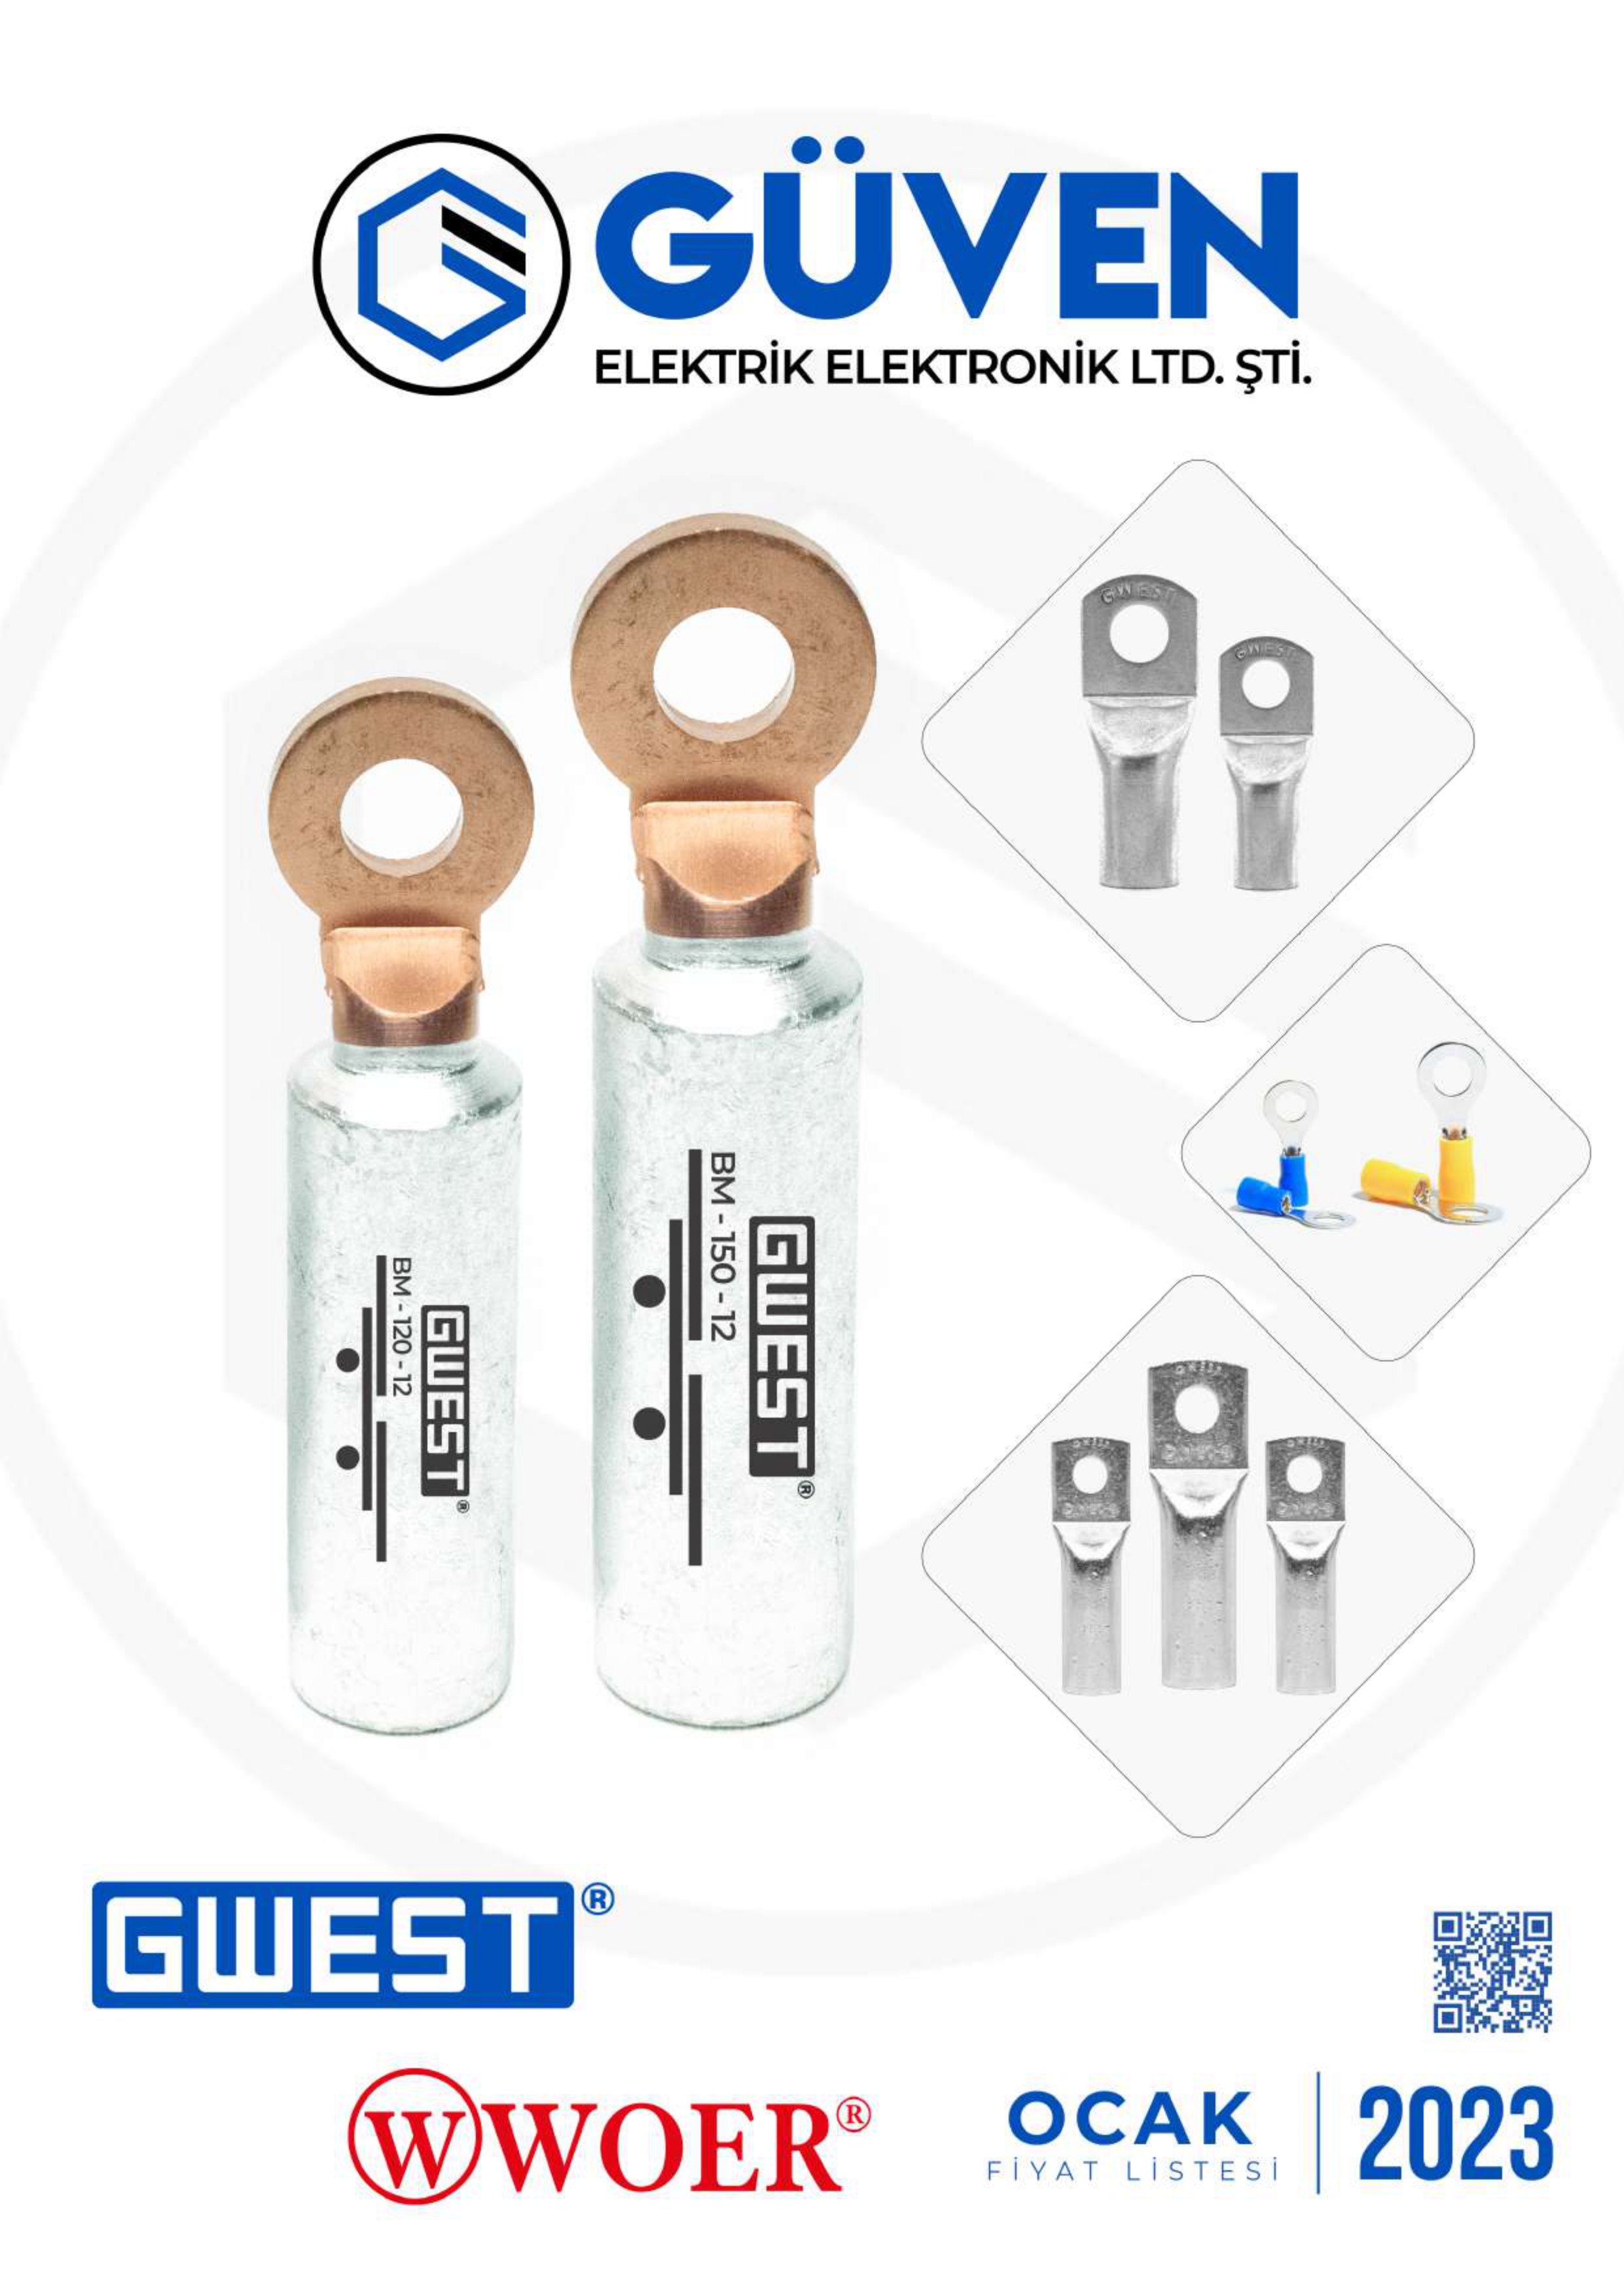 GÜVEN
ELEKTRİK ELEKTRONİK LTD. ŞTİ.
GWEST
GWEST
BM - 150 - 12
GWEST®
BM - 120 - 12
GWEST®
GWEST®
W WOER®
OCAK
FİYAT LİSTESİ
2023